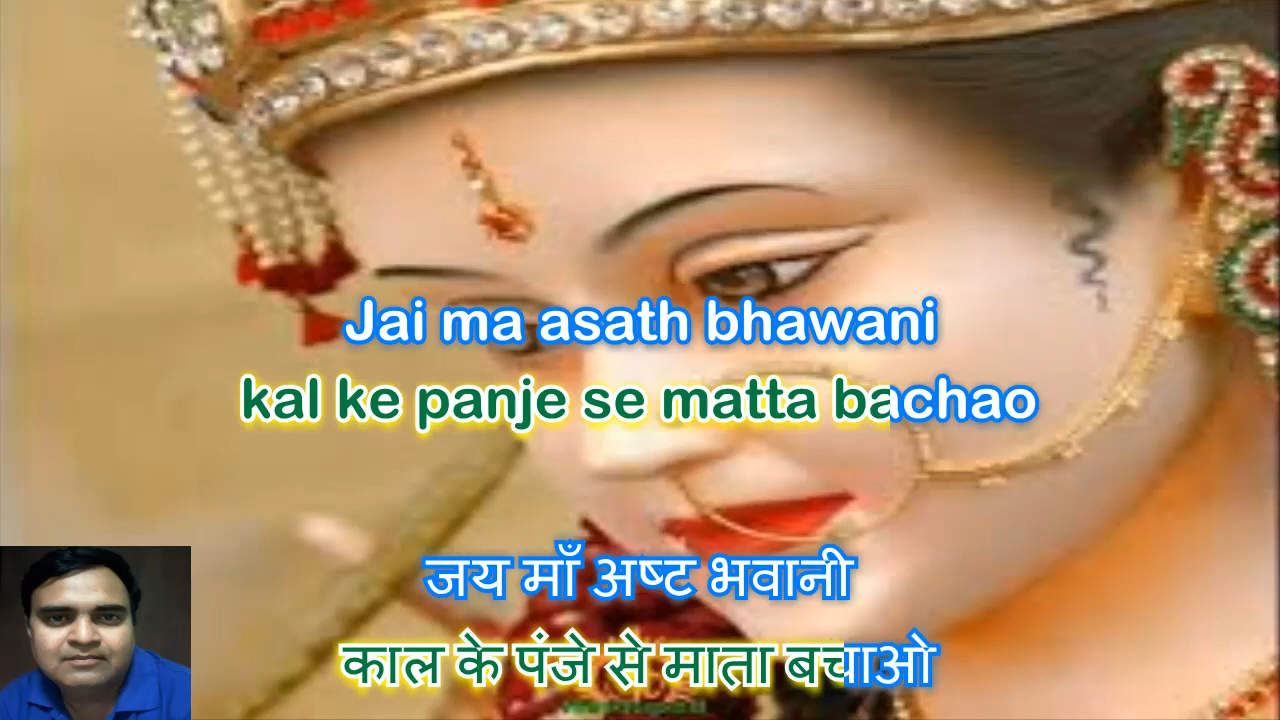 Jai ma asath bhawani
kal ke panje se matta bachao
जय माँ अष्ट भवानी
काल के पंजे से माता बचाओ